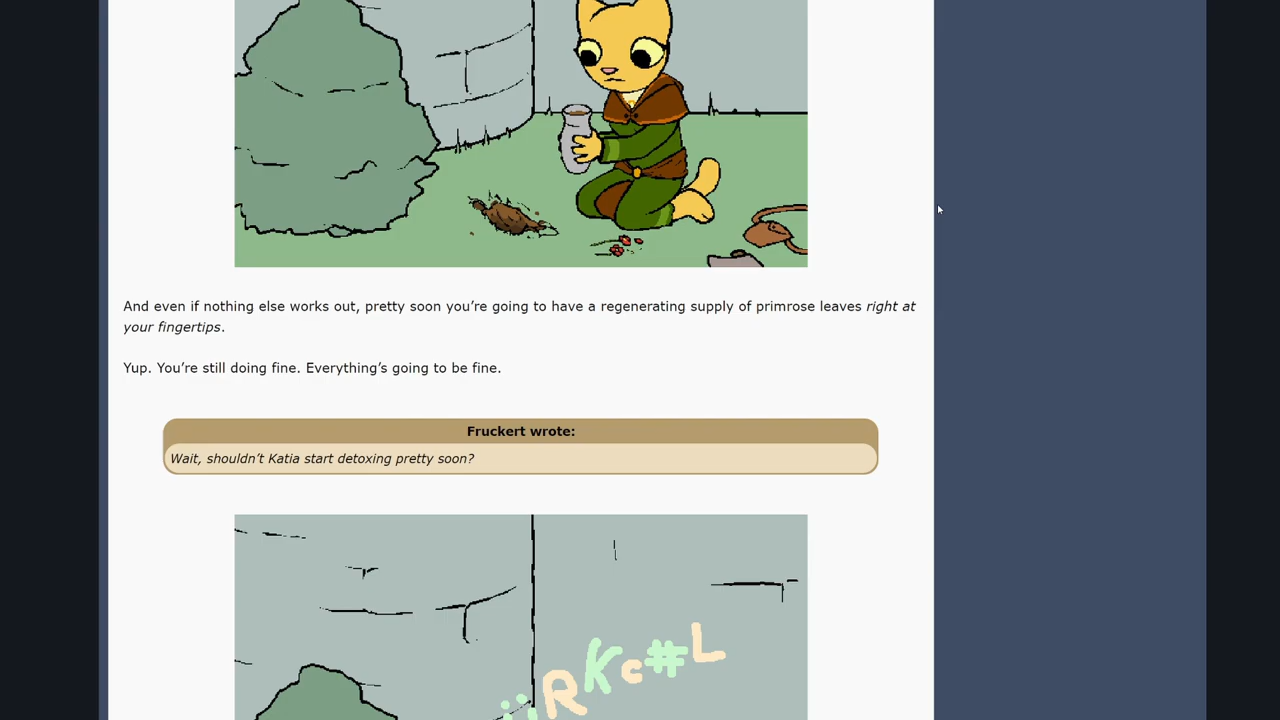 And even if nothing else works out, pretty soon you’re going to have a regenerating supply of primrose leaves right at
your fingertips.
Yup. You’re still doing fine. Everything’s going to be fine.
Fruckert wrote:
Wait, shouldn’t Katia start detoxing pretty soon?
RKc#L